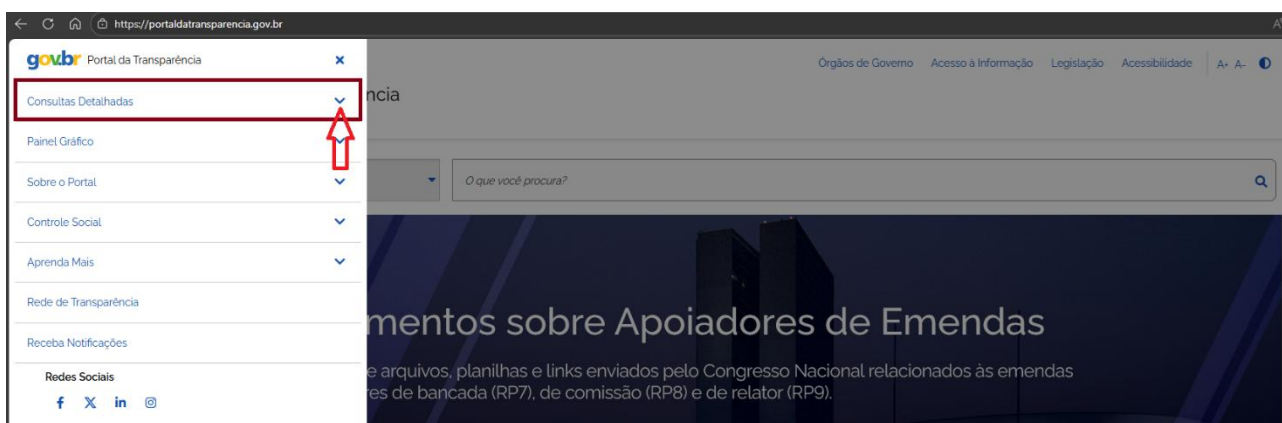 https://portaldatransparencia.gov.br
gov.br Portal da Transparência
Órgãos de Governo Acesso à Informação Legislação Acessibilidade A+ A-
Consultas Detalhadas
ncia
Painel Gráfico
Sobre o Portal
O que você procura?
Controle Social
Aprenda Mais
Rede de Transparência
mentos sobre Apoiadores de Emendas
Receba Notificações
e arquivos, planilhas e links enviados pelo Congresso Nacional relacionados às emendas
Redes Sociais
res de bancada (RP7), de comissão (RP8) e de relator (RP9).